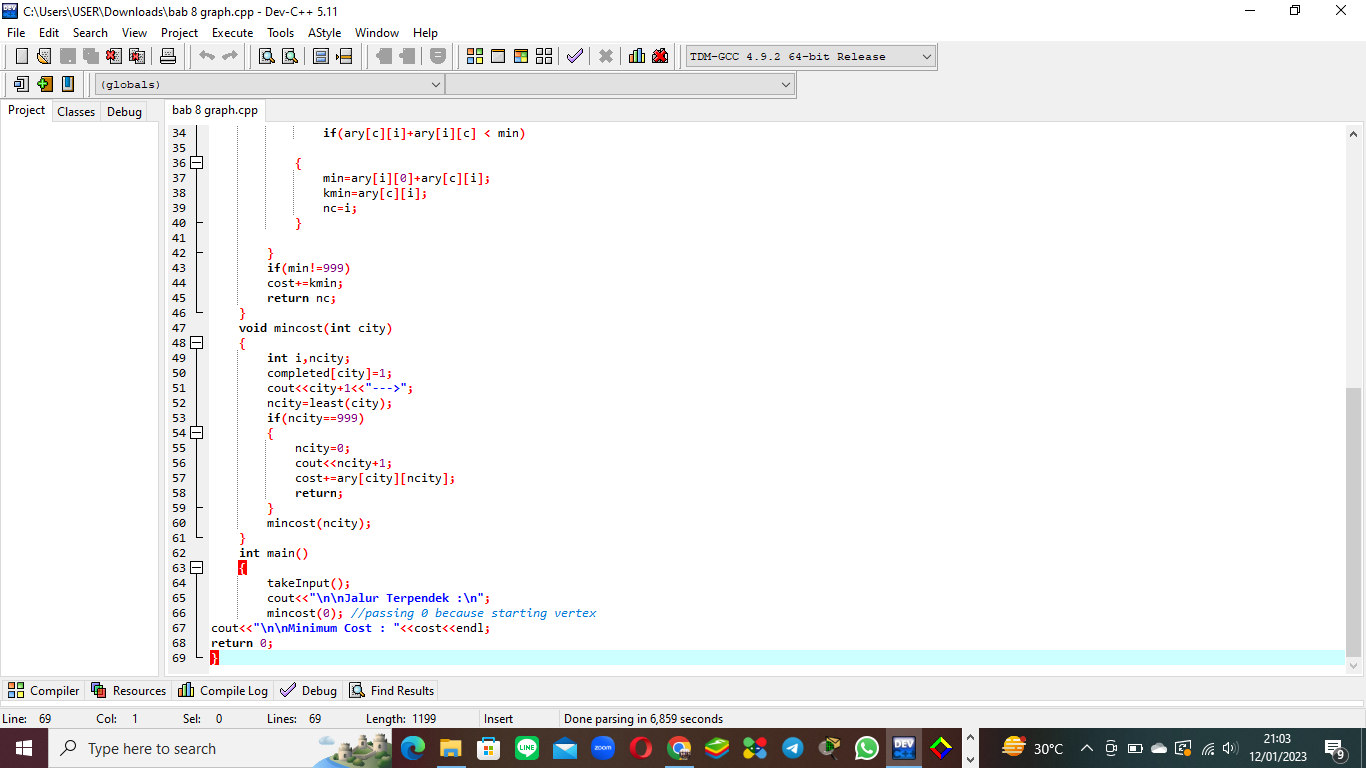 C:\Users\USER\Downloads\bab 8 graph.cpp - Dev-C++ 5.11
File Edit Search View Project Execute Tools AStyle Window Help
TDM-GCC 4.9.2 64-bit Release
(globals)
Project Classes Debug bab 8 graph.cpp
34 if(ary[c][i]+ary[i][c] < min)
35
36 {
37 min=ary[i][0]+ary[c][i];
38 kmin=ary[c][i];
39 nc=i;
40 }
41
42 }
43 if(min!=999)
44 cost+=kmin;
45 return nc;
46 }
47 void mincost(int city)
48 {
49 int i,ncity;
50 completed[city]=1;
51 cout<<city+1<<"--->";
52 ncity=least(city);
53 if(ncity==999)
54 {
55 ncity=0;
56 cout<<ncity+1;
57 cost+=ary[city][ncity];
58 return;
59 }
60 mincost(ncity);
61 }
62 int main()
63 {
64 takeInput();
65 cout<<"\n\nJalur Terpendek :\n";
66 mincost(0); //passing 0 because starting vertex
67 cout<<"\n\nMinimum Cost : "<<cost<<endl;
68 return 0;
69 }
Compiler Resources Compile Log Debug Find Results
Line: 69 Col: 1 Sel: 0 Lines: 69 Length: 1199 Insert Done parsing in 6,859 seconds
Type here to search LINE zoom DEV 30°C 21:03
12/01/2023 9